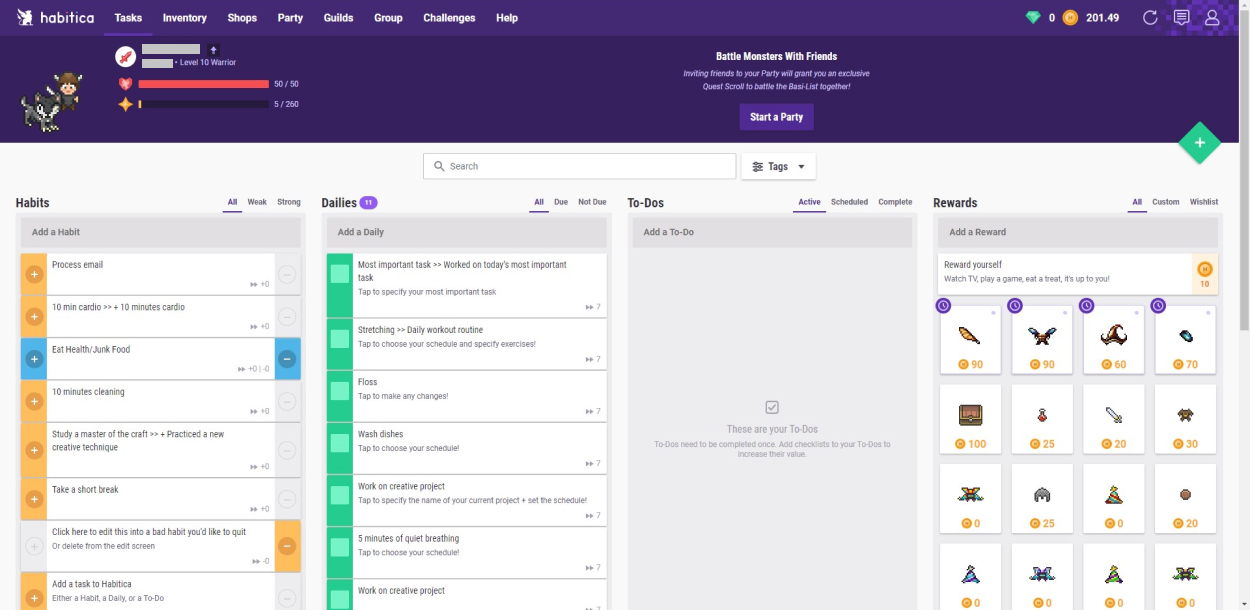 habitica
Tasks
Inventory
Shops
Party
Guilds
Group
Challenges
Help
0
201.49
• Level 10 Warrior
50 / 50
5 / 260
Battle Monsters With Friends
Inviting friends to your Party will grant you an exclusive
Quest Scroll to battle the Basi-List together!
Start a Party
Search
Tags
Habits
All
Weak
Strong
Add a Habit
Process email
+0
10 min cardio >> + 10 minutes cardio
+0
Eat Health/Junk Food
+0 | -0
10 minutes cleaning
+0
Study a master of the craft >> + Practiced a new
creative technique
+0
Take a short break
+0
Click here to edit this into a bad habit you'd like to quit
Or delete from the edit screen
-0
Add a task to Habitica
Either a Habit, a Daily, or a To-Do
Dailies
11
All
Due
Not Due
Add a Daily
Most important task >> Worked on today's most important
task
Tap to specify your most important task
7
Stretching >> Daily workout routine
Tap to choose your schedule and specify exercises!
7
Floss
Tap to make any changes!
7
Wash dishes
Tap to choose your schedule!
7
Work on creative project
Tap to specify the name of your current project + set the schedule!
7
5 minutes of quiet breathing
Tap to choose your schedule!
7
Work on creative project
7
To-Dos
Active
Scheduled
Complete
Add a To-Do
These are your To-Dos
To-Dos need to be completed once. Add checklists to your To-Dos to
increase their value.
Rewards
All
Custom
Wishlist
Add a Reward
Reward yourself
Watch TV, play a game, eat a treat, it's up to you!
10
90
90
60
70
100
25
20
30
0
25
0
20
0
0
0
0